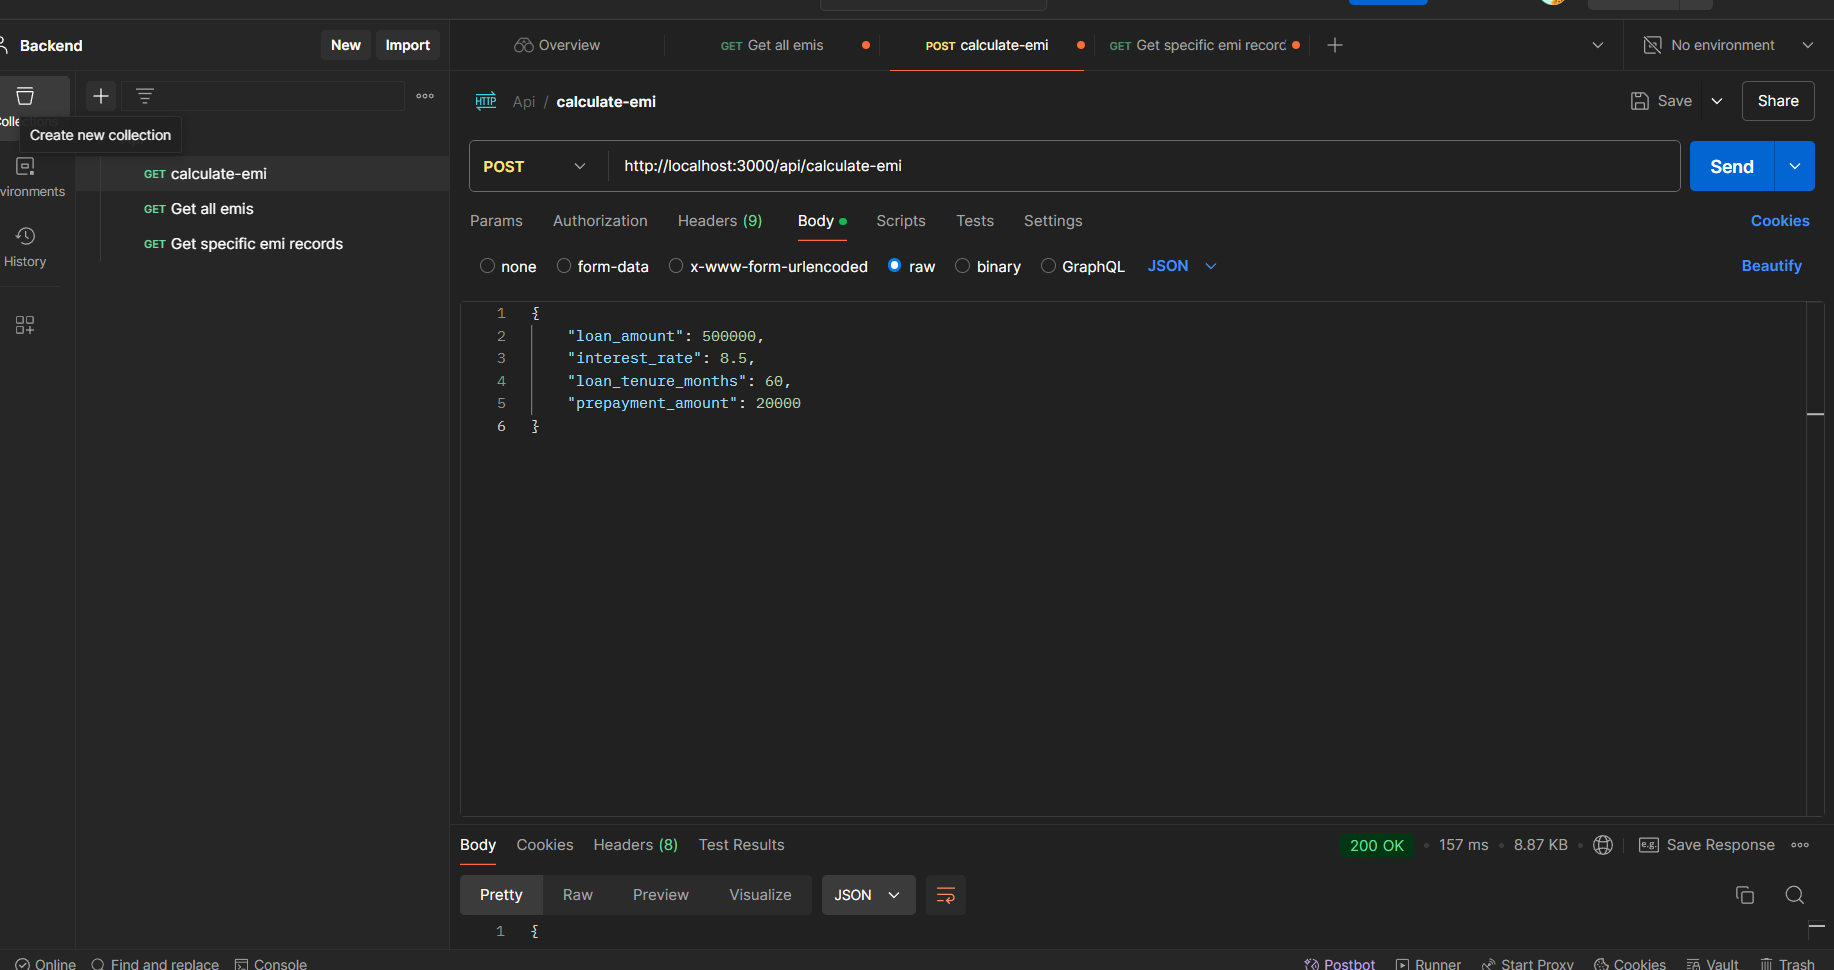 Backend
New
Import
Overview
GET Get all emis
POST calculate-emi
GET Get specific emi record
No environment
HTTP Api / calculate-emi
Save
Share
Create new collection
vironments
History
GET calculate-emi
GET Get all emis
GET Get specific emi records
POST
http://localhost:3000/api/calculate-emi
Send
Params
Authorization
Headers (9)
Body
Scripts
Tests
Settings
Cookies
none
form-data
x-www-form-urlencoded
raw
binary
GraphQL
JSON
Beautify
1 {
2 "loan_amount": 500000,
3 "interest_rate": 8.5,
4 "loan_tenure_months": 60,
5 "prepayment_amount": 20000
6 }
Body
Cookies
Headers (8)
Test Results
200 OK
157 ms
8.87 KB
e.g. Save Response
Pretty
Raw
Preview
Visualize
JSON
1 {
Online
Find and replace
Console
Postbot
Runner
Start Proxy
Cookies
Vault
Trash